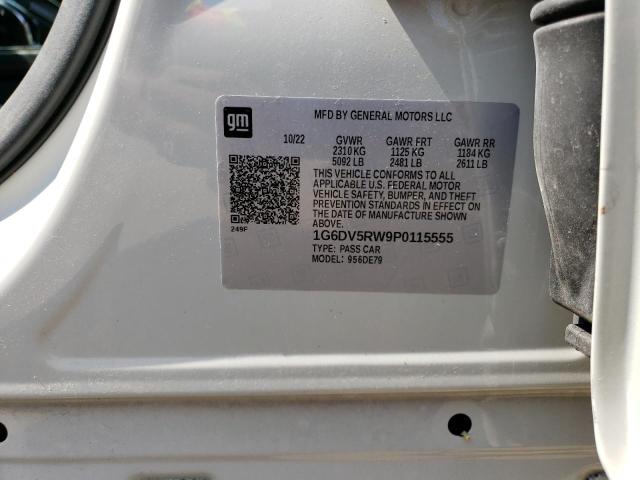 gm
MFD BY GENERAL MOTORS LLC
10/22 GVWR GAWR FRT GAWR RR
2310 KG 1125 KG 1184 KG
5092 LB 2481 LB 2611 LB
THIS VEHICLE CONFORMS TO ALL
APPLICABLE U.S. FEDERAL MOTOR
VEHICLE SAFETY, BUMPER, AND THEFT
PREVENTION STANDARDS IN EFFECT ON
THE DATE OF MANUFACTURE SHOWN
ABOVE.
249F
1G6DV5RW9P0115555
TYPE: PASS CAR
MODEL: 956DE79